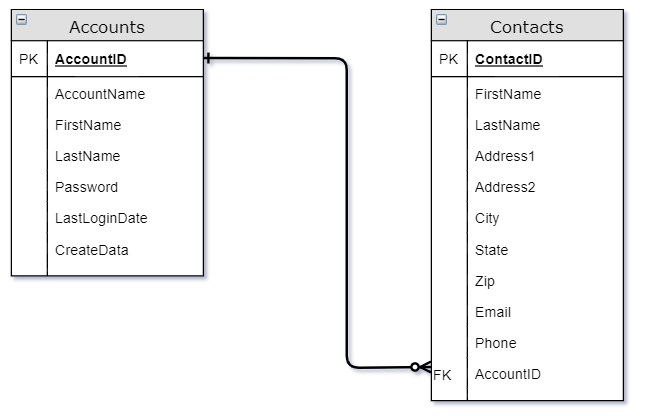 Accounts
PK AccountID
AccountName
FirstName
LastName
Password
LastLoginDate
CreateData
Contacts
PK ContactID
FirstName
LastName
Address1
Address2
City
State
Zip
Email
Phone
FK AccountID